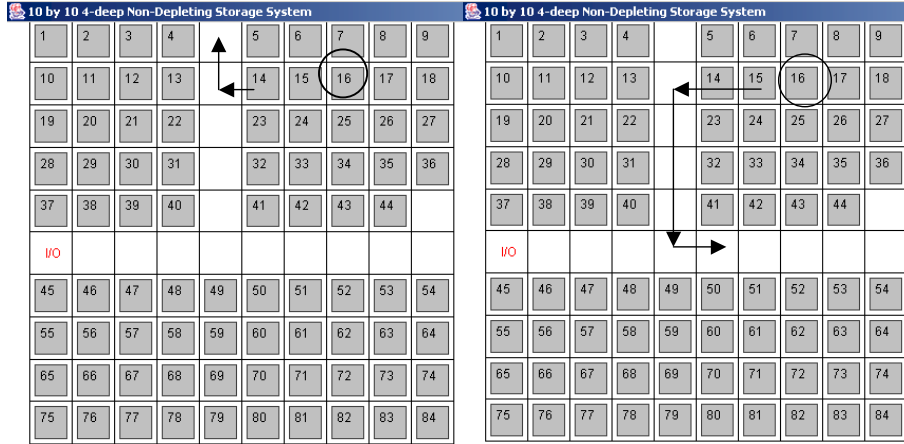 10 by 10 4-deep Non-Depleting Storage System
1 2 3 4 5 6 7 8 9
10 11 12 13 14 15 16 17 18
19 20 21 22 23 24 25 26 27
28 29 30 31 32 33 34 35 36
37 38 39 40 41 42 43 44
I/O
45 46 47 48 49 50 51 52 53 54
55 56 57 58 59 60 61 62 63 64
65 66 67 68 69 70 71 72 73 74
75 76 77 78 79 80 81 82 83 84
10 by 10 4-deep Non-Depleting Storage System
1 2 3 4 5 6 7 8 9
10 11 12 13 14 15 16 17 18
19 20 21 22 23 24 25 26 27
28 29 30 31 32 33 34 35 36
37 38 39 40 41 42 43 44
I/O
45 46 47 48 49 50 51 52 53 54
55 56 57 58 59 60 61 62 63 64
65 66 67 68 69 70 71 72 73 74
75 76 77 78 79 80 81 82 83 84